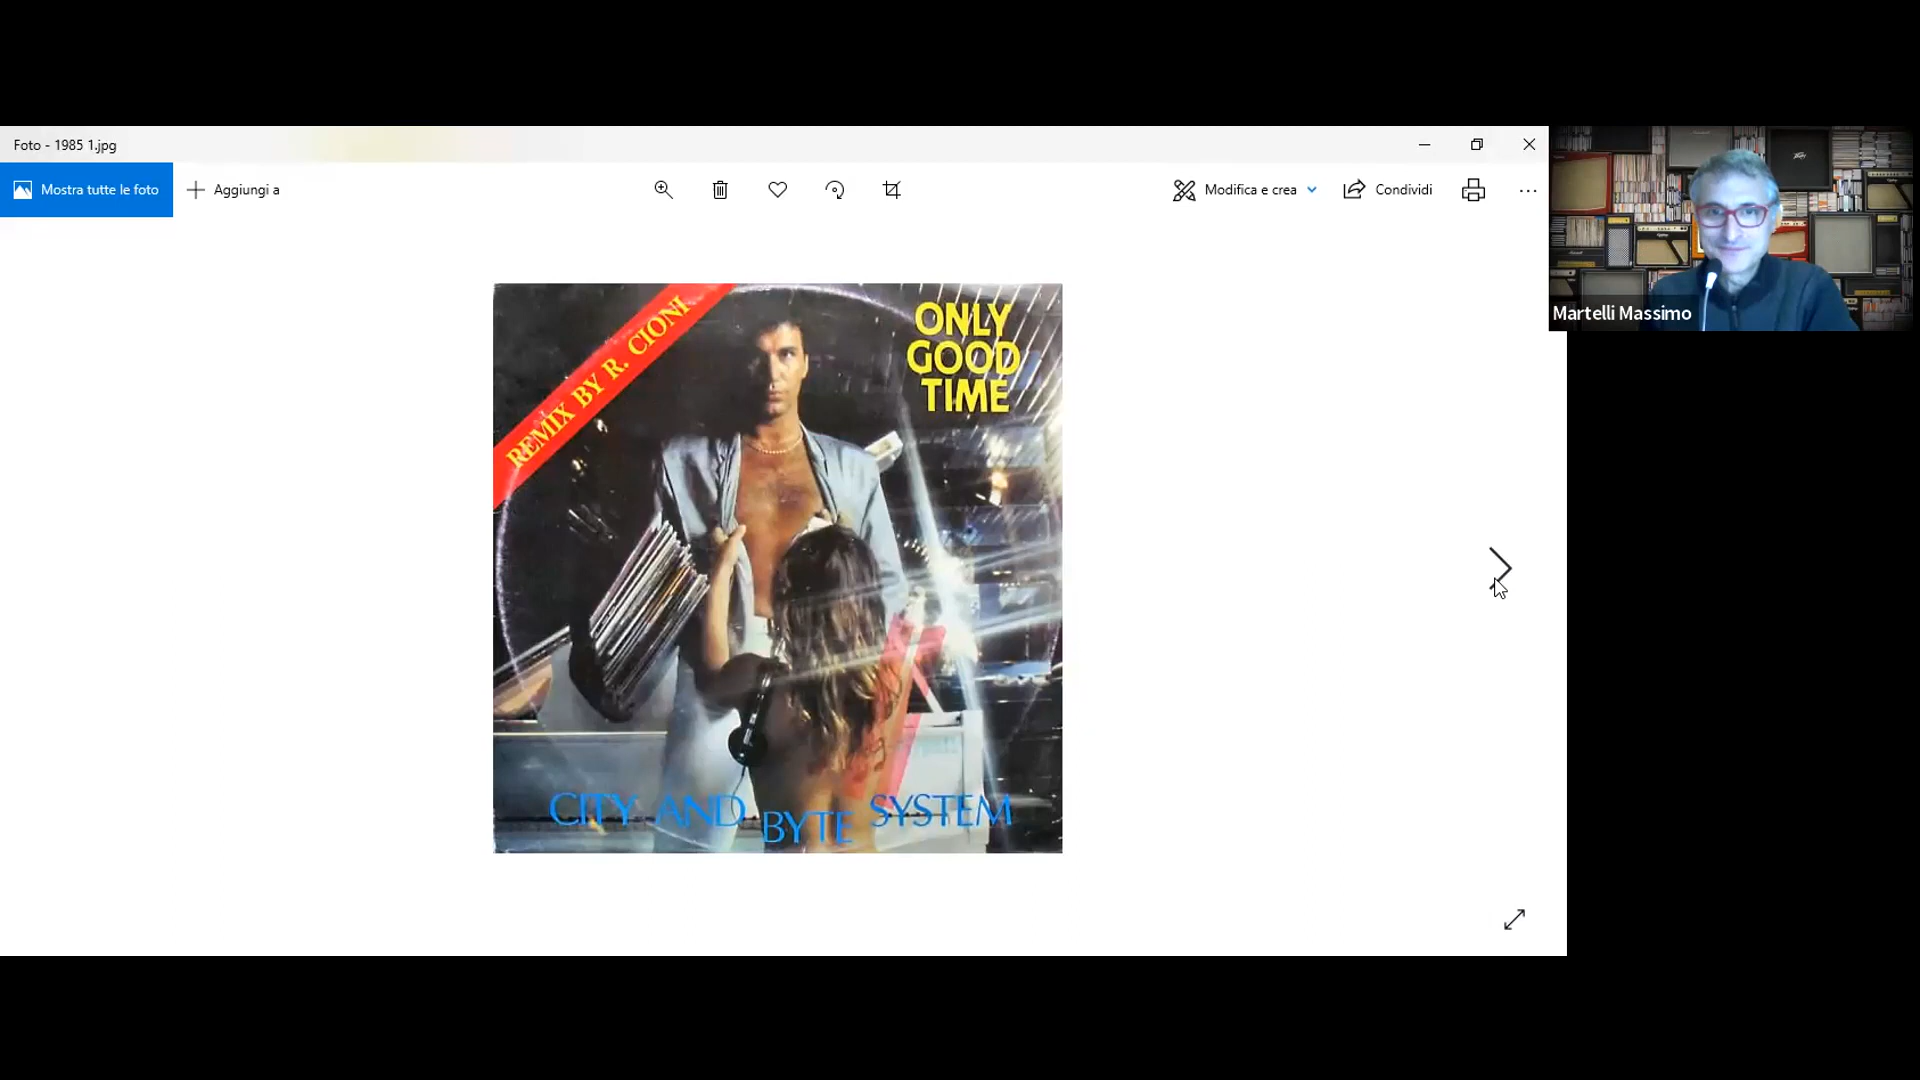 Foto - 1985 1.jpg
Mostra tutte le foto
Aggiungi a
Modifica e crea
Condividi
Martelli Massimo
REMIX BY R. CIONI
ONLY
GOOD
TIME
CITY AND BYTE SYSTEM